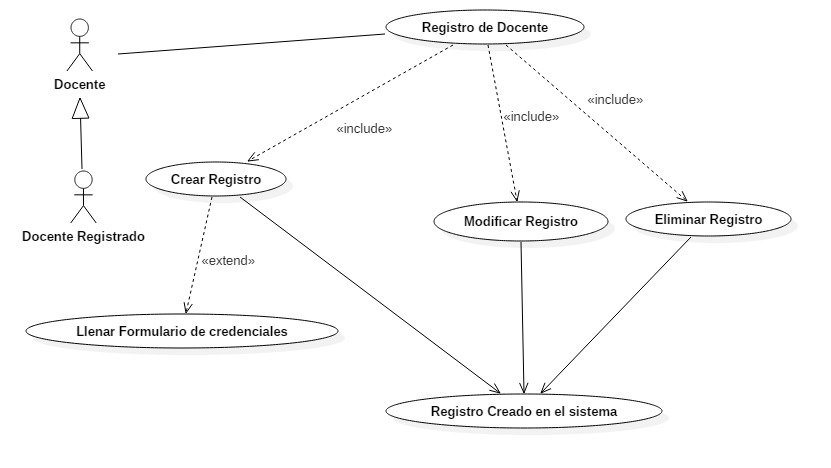 Registro de Docente
Docente
«include»
«include»
«include»
Crear Registro
Modificar Registro
Eliminar Registro
Docente Registrado
«extend»
Llenar Formulario de credenciales
Registro Creado en el sistema